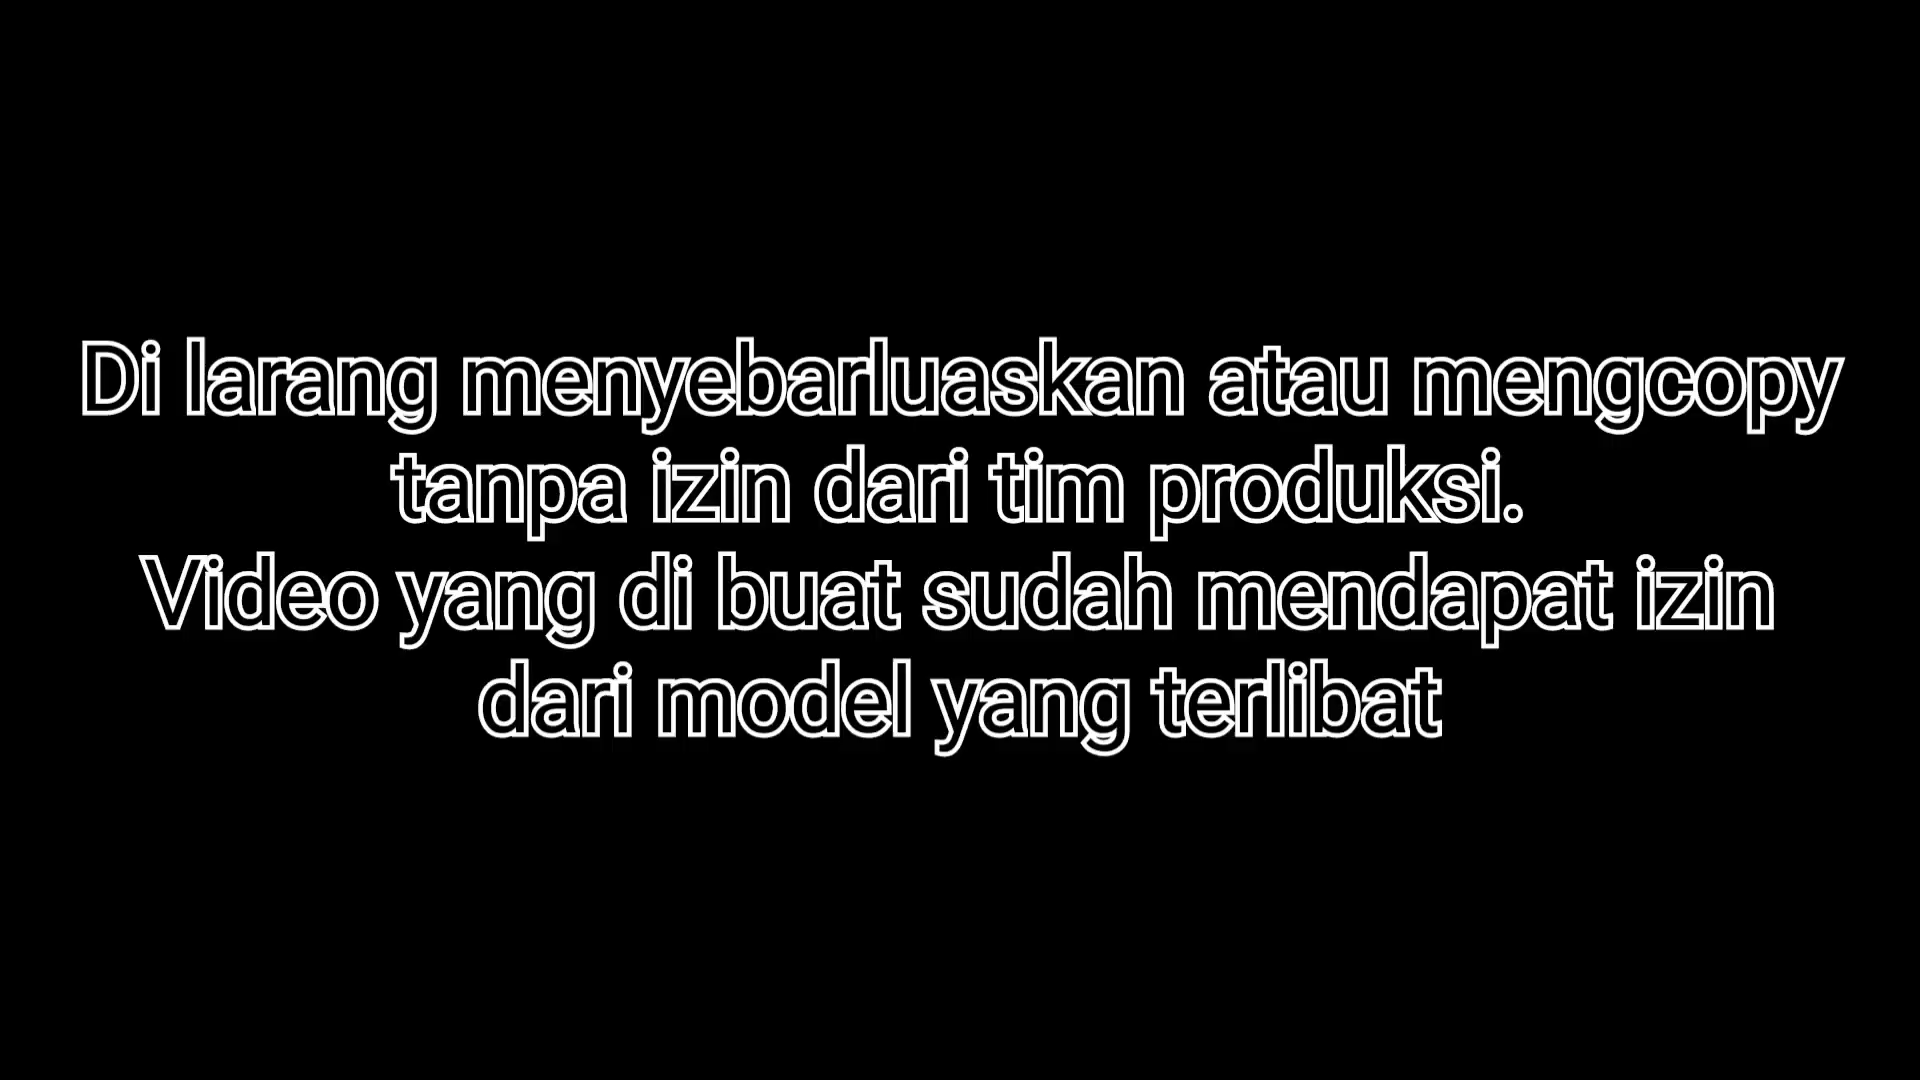 Di larang menyebarluaskan atau mengcopy
tanpa izin dari tim produksi.
Video yang di buat sudah mendapat izin
dari model yang terlibat